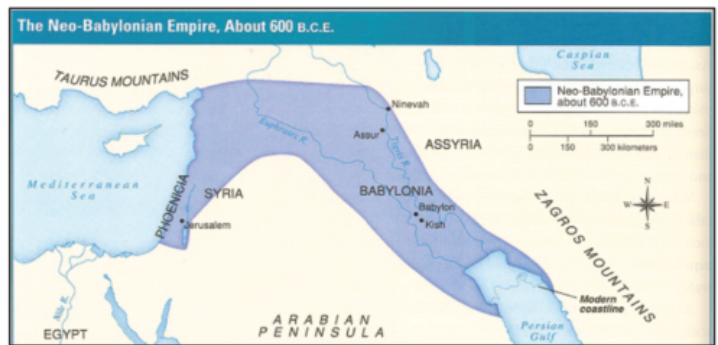 The Neo-Babylonian Empire, About 600 B.C.E.
Caspian
Sea
TAURUS MOUNTAINS
Neo-Babylonian Empire,
about 600 B.C.E.
Ninevah
0 150 300 miles
0 150 300 kilometers
Euphrates R.
Assur
Tigris R.
ASSYRIA
Mediterranean
Sea
PHOENICIA
SYRIA
BABYLONIA
Babylon
Kish
Jerusalem
N
W E
S
ZAGROS MOUNTAINS
Modern
coastline
Nile R.
EGYPT
ARABIAN
PENINSULA
Persian
Gulf